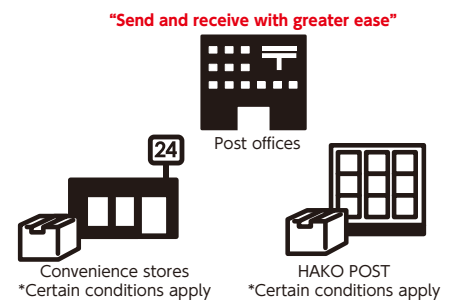 "Send and receive with greater ease"
Post offices
24
Convenience stores
*Certain conditions apply
HAKO POST
*Certain conditions apply